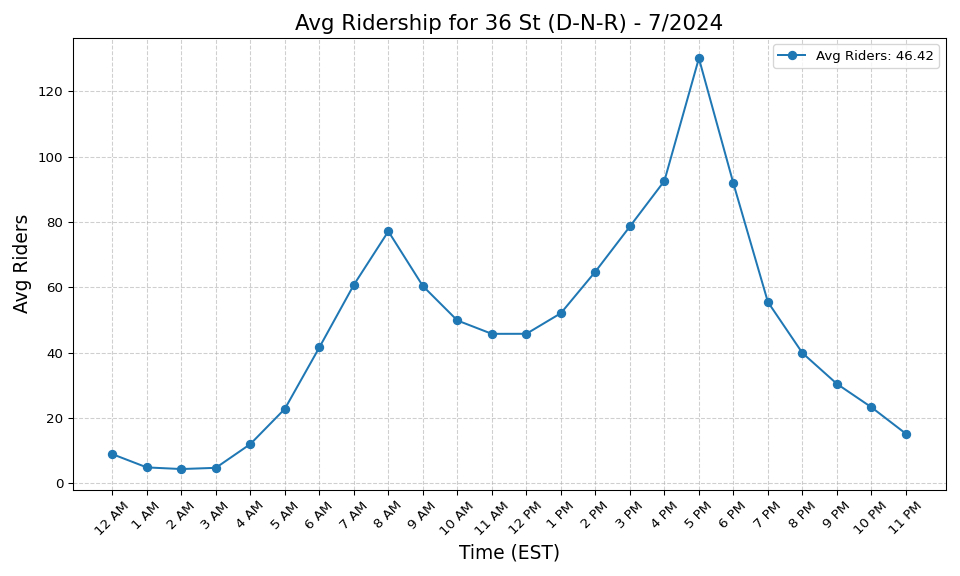 Avg Ridership for 36 St (D-N-R) - 7/2024
Avg Riders: 46.42
Avg Riders
120
100
80
60
40
20
0
12 AM
1 AM
2 AM
3 AM
4 AM
5 AM
6 AM
7 AM
8 AM
9 AM
10 AM
11 AM
12 PM
1 PM
2 PM
3 PM
4 PM
5 PM
6 PM
7 PM
8 PM
9 PM
10 PM
11 PM
Time (EST)